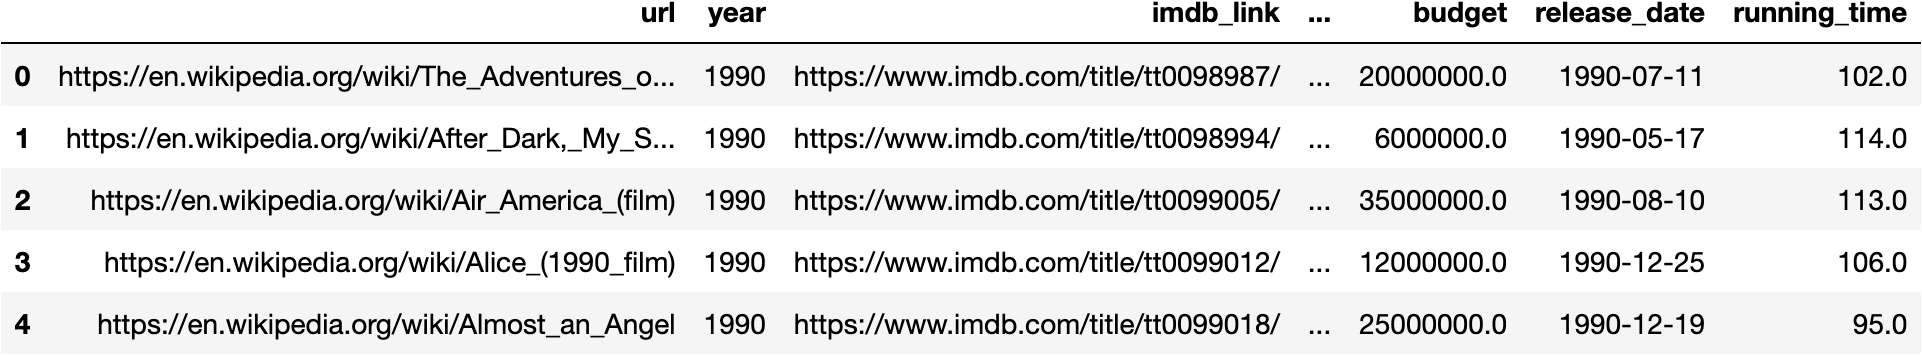 url year imdb_link ... budget release_date running_time
0 https://en.wikipedia.org/wiki/The_Adventures_o... 1990 https://www.imdb.com/title/tt0098987/ ... 20000000.0 1990-07-11 102.0
1 https://en.wikipedia.org/wiki/After_Dark,_My_S... 1990 https://www.imdb.com/title/tt0098994/ ... 6000000.0 1990-05-17 114.0
2 https://en.wikipedia.org/wiki/Air_America_(film) 1990 https://www.imdb.com/title/tt0099005/ ... 35000000.0 1990-08-10 113.0
3 https://en.wikipedia.org/wiki/Alice_(1990_film) 1990 https://www.imdb.com/title/tt0099012/ ... 12000000.0 1990-12-25 106.0
4 https://en.wikipedia.org/wiki/Almost_an_Angel 1990 https://www.imdb.com/title/tt0099018/ ... 25000000.0 1990-12-19 95.0